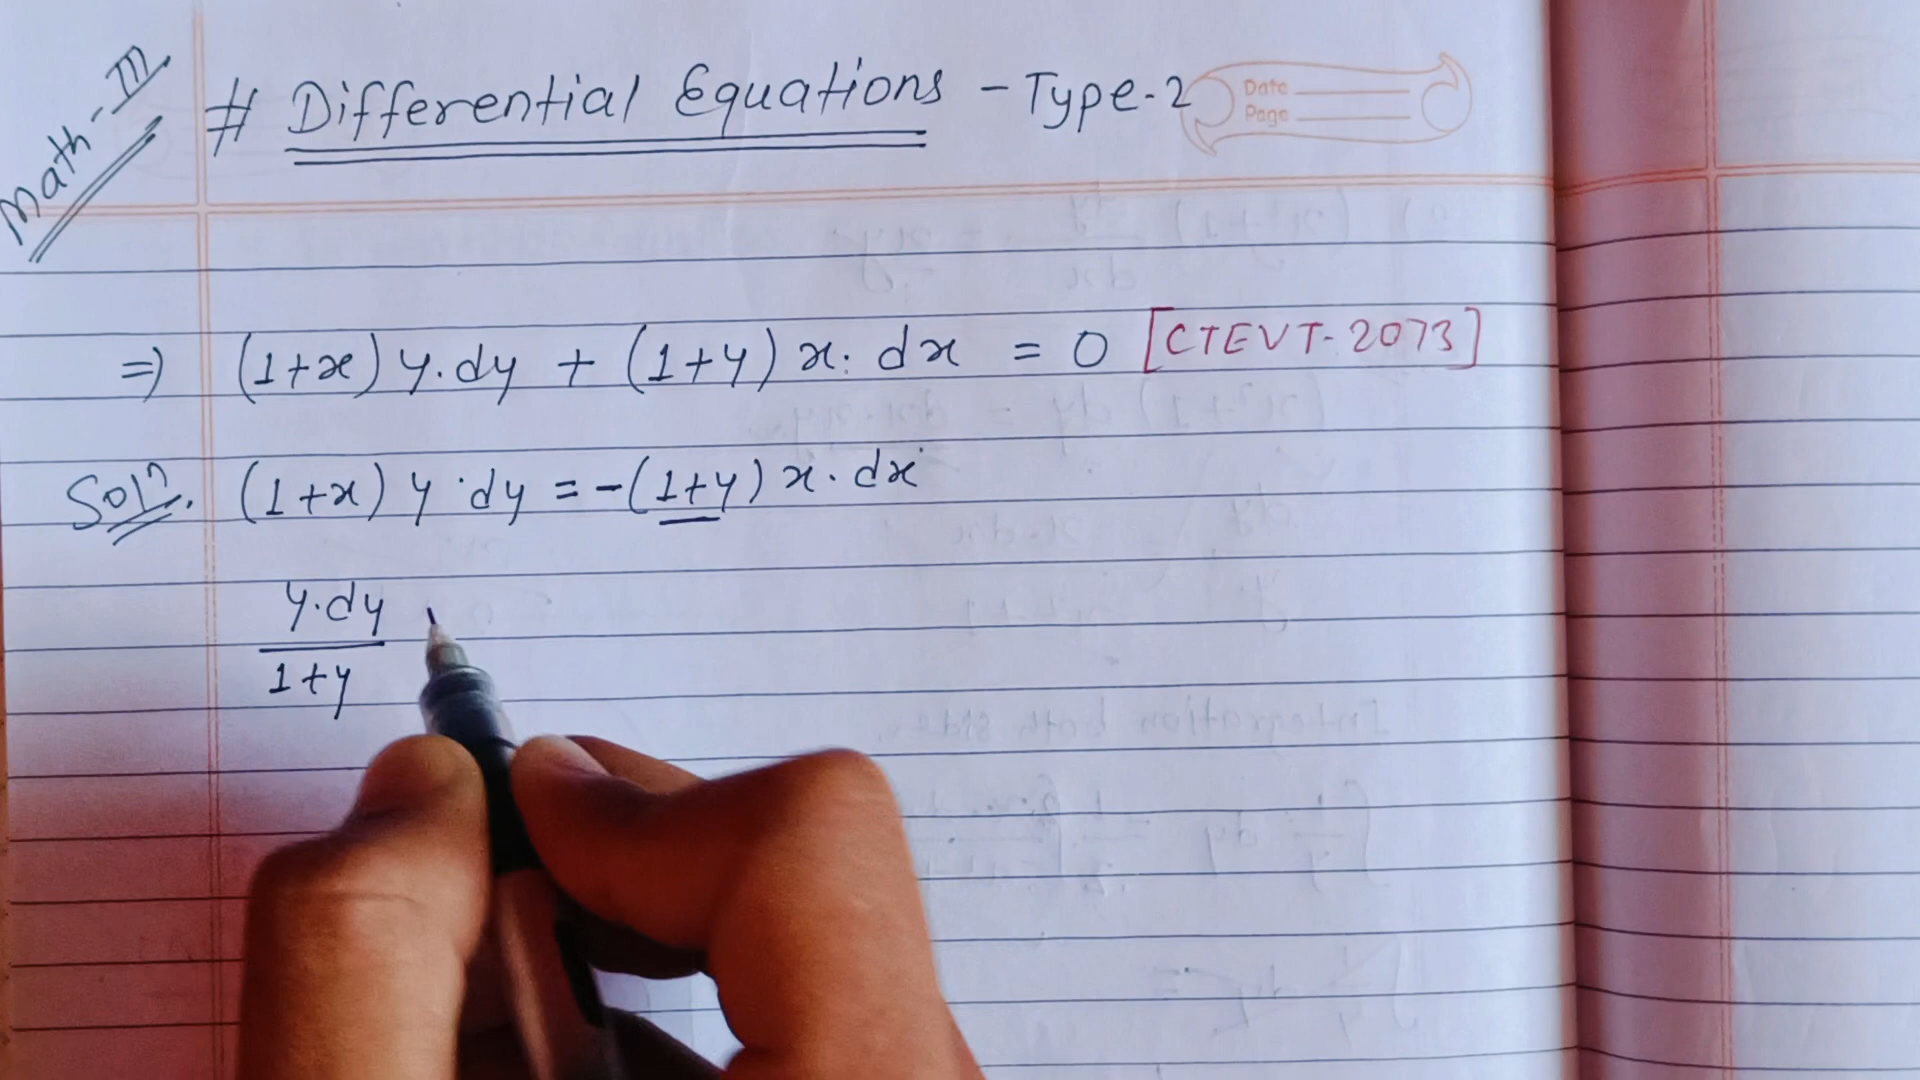 Math-III
# Differential Equations - Type-2
Date
Page
=) (1+x) y.dy + (1+y) x. dx = 0 [CTEVT-2073]
Soln. (1+x) y .dy = -(1+y) x. dx
y.dy
1+y